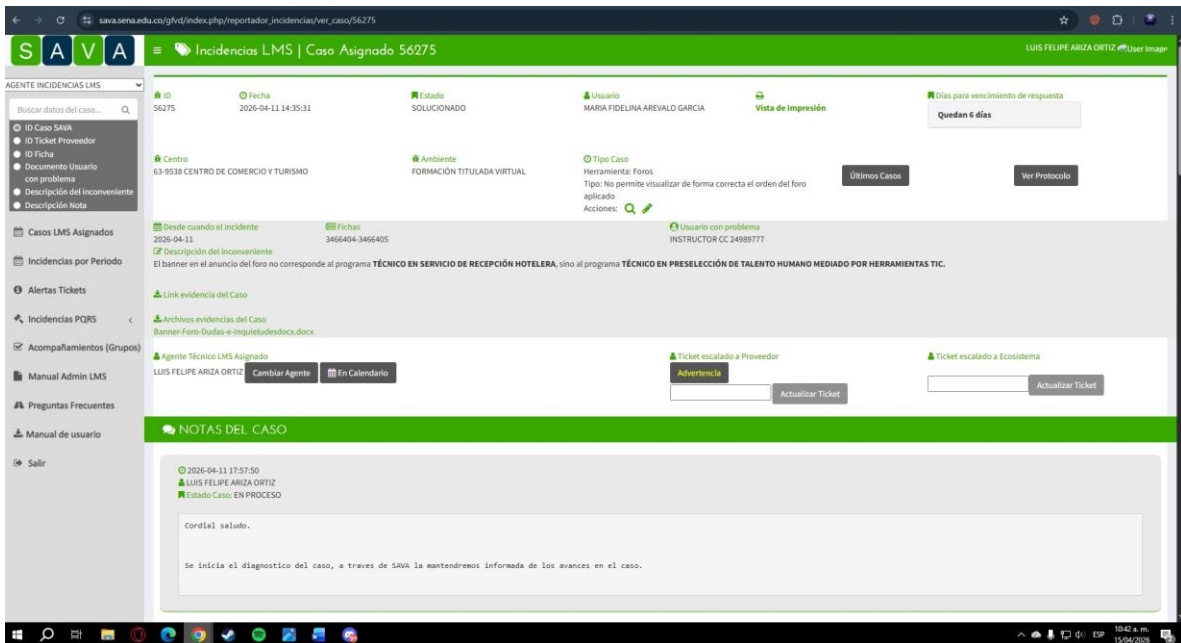 sava.sena.edu.co/gfvd/index.php/reportador_incidencias/ver_caso/56275
SAVA
Incidencias LMS | Caso Asignado 56275
LUIS FELIPE ARIZA ORTIZ User Image
AGENTE INCIDENCIAS LMS
Buscar datos del caso...
ID Caso SAVA
ID Ticket Proveedor
ID Ficha
Documento Usuario
con problema
Descripción del inconveniente
Descripción Nota
Casos LMS Asignados
Incidencias por Periodo
Alertas Tickets
Incidencias PQRS
Acompañamientos (Grupos)
Manual Admin LMS
Preguntas Frecuentes
Manual de usuario
Salir
ID
56275
Fecha
2026-04-11 14:35:31
Estado
SOLUCIONADO
Usuario
MARIA FIDELINA AREVALO GARCIA
Vista de Impresión
Días para vencimiento de respuesta
Quedan 6 días
Centro
63-9538 CENTRO DE COMERCIO Y TURISMO
Ambiente
FORMACIÓN TITULADA VIRTUAL
Tipo Caso
Herramienta: Foros
Tipo: No permite visualizar de forma correcta el orden del foro
aplicado
Acciones:
Últimos Casos
Ver Protocolo
Desde cuando el incidente
2026-04-11
Fichas
3466404-3466405
Usuario con problema
INSTRUCTOR CC 24989777
Descripción del inconveniente
El banner en el anuncio del foro no corresponde al programa TÉCNICO EN SERVICIO DE RECEPCIÓN HOTELERA, sino al programa TÉCNICO EN PRESELECCIÓN DE TALENTO HUMANO MEDIADO POR HERRAMIENTAS TIC.
Link evidencia del Caso
Archivos evidencias del Caso
Banner-Foro-Dudas-e-Inquietudesdocx.docx
Agente Técnico LMS Asignado
LUIS FELIPE ARIZA ORTIZ Cambiar Agente En Calendario
Ticket escalado a Proveedor
Advertencia
Actualizar Ticket
Ticket escalado a Ecosistema
Actualizar Ticket
NOTAS DEL CASO
2026-04-11 17:57:50
LUIS FELIPE ARIZA ORTIZ
Estado Caso: EN PROCESO
Cordial saludo.
Se inicia el diagnostico del caso, a traves de SAVA la mantendremos informada de los avances en el caso.
ESP
10:42 a. m.
15/04/2026